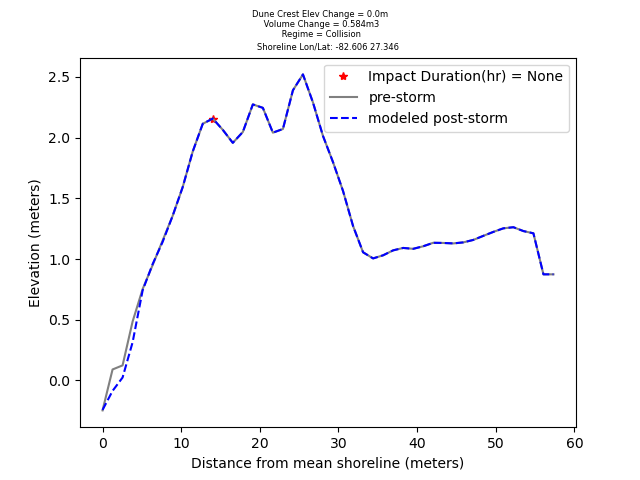 Dune Crest Elev Change = 0.0m
Volume Change = 0.584m3
Regime = Collision
Shoreline Lon/Lat: -82.606 27.346
Impact Duration(hr) = None
pre-storm
modeled post-storm
Elevation (meters)
2.5
2.0
1.5
1.0
0.5
0.0
0 10 20 30 40 50 60
Distance from mean shoreline (meters)